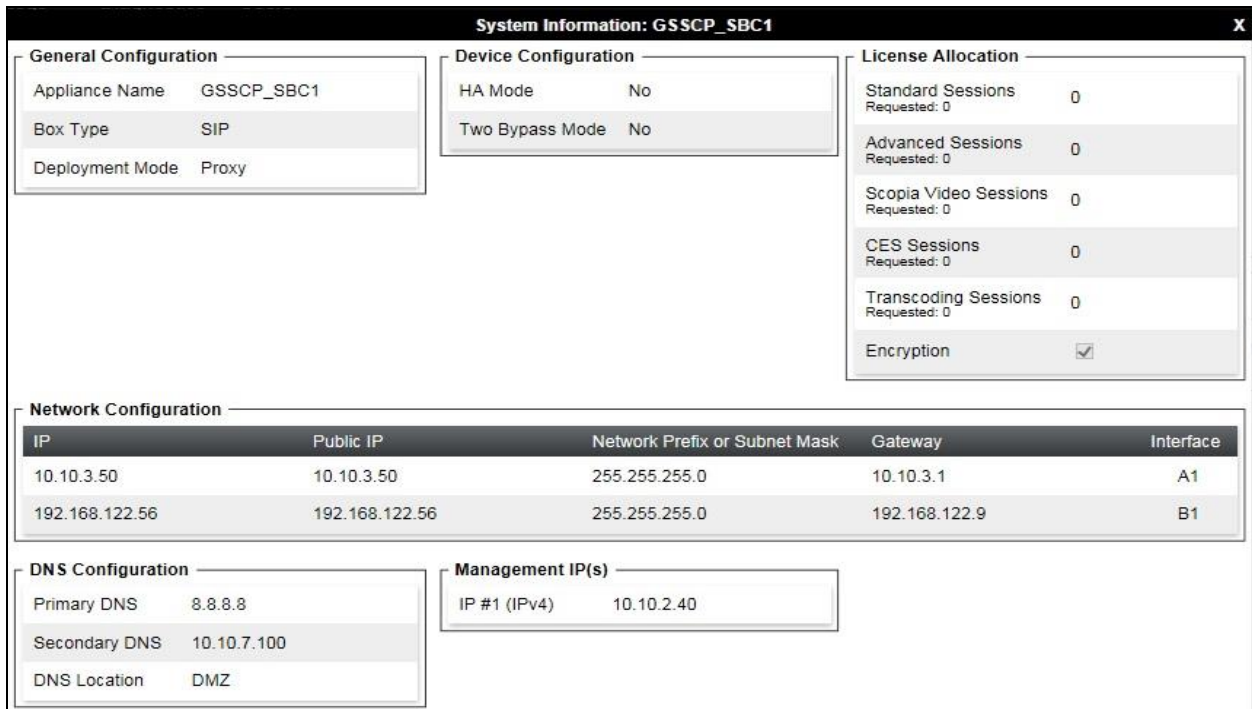 System Information: GSSCP_SBC1 X
General Configuration
Appliance Name GSSCP_SBC1
Box Type SIP
Deployment Mode Proxy
Device Configuration
HA Mode No
Two Bypass Mode No
License Allocation
Standard Sessions 0
Requested: 0
Advanced Sessions 0
Requested: 0
Scopia Video Sessions 0
Requested: 0
CES Sessions 0
Requested: 0
Transcoding Sessions 0
Requested: 0
Encryption
Network Configuration
IP Public IP Network Prefix or Subnet Mask Gateway Interface
10.10.3.50 10.10.3.50 255.255.255.0 10.10.3.1 A1
192.168.122.56 192.168.122.56 255.255.255.0 192.168.122.9 B1
DNS Configuration
Primary DNS 8.8.8.8
Secondary DNS 10.10.7.100
DNS Location DMZ
Management IP(s)
IP #1 (IPv4) 10.10.2.40